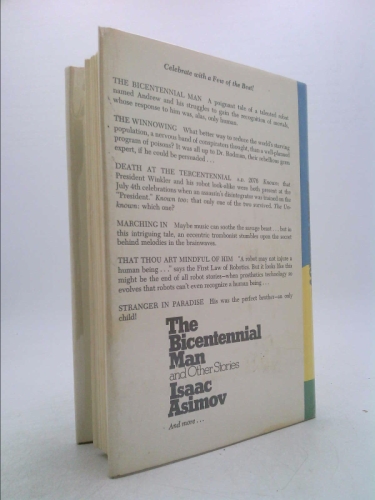 Celebrate with a Few of the Best!
THE BICENTENNIAL MAN A poignant tale of a talented robot
named Andrew and his struggles to gain the recognition of mortals,
whose response to him was, alas, only human.
THE WINNOWING What better way to reduce the world's starving
population, a nervous band of conspirators thought, than a well-planned
program of poisons? It was all up to Dr. Rodman, their rebellious grain
expert, if he could be persuaded . . .
DEATH AT THE TERCENTENNIAL A.D. 2076 Known: that
President Winkler and his robot look-alike were both present at the
July 4th celebrations when an assassin's disintegrator was turned on the
"President." Known too: that only one of the two survived. The Un-
known: which one?
MARCHING IN Maybe music can soothe the savage beast . . . but in
this intriguing tale, an eccentric trombonist stumbles upon the secret
behind melodies in the brainwaves.
THAT THOU ART MINDFUL OF HIM "A robot may not injure a
human being . . ." says the First Law of Robotics. But it looks like this
might be the end of all robot stories—when prosthetics technology so
evolves that robots can't even recognize a human being . . .
STRANGER IN PARADISE His was the perfect brother—an only
child!
The
Bicentennial
Man
and Other Stories
Isaac
Asimov
And more . . .